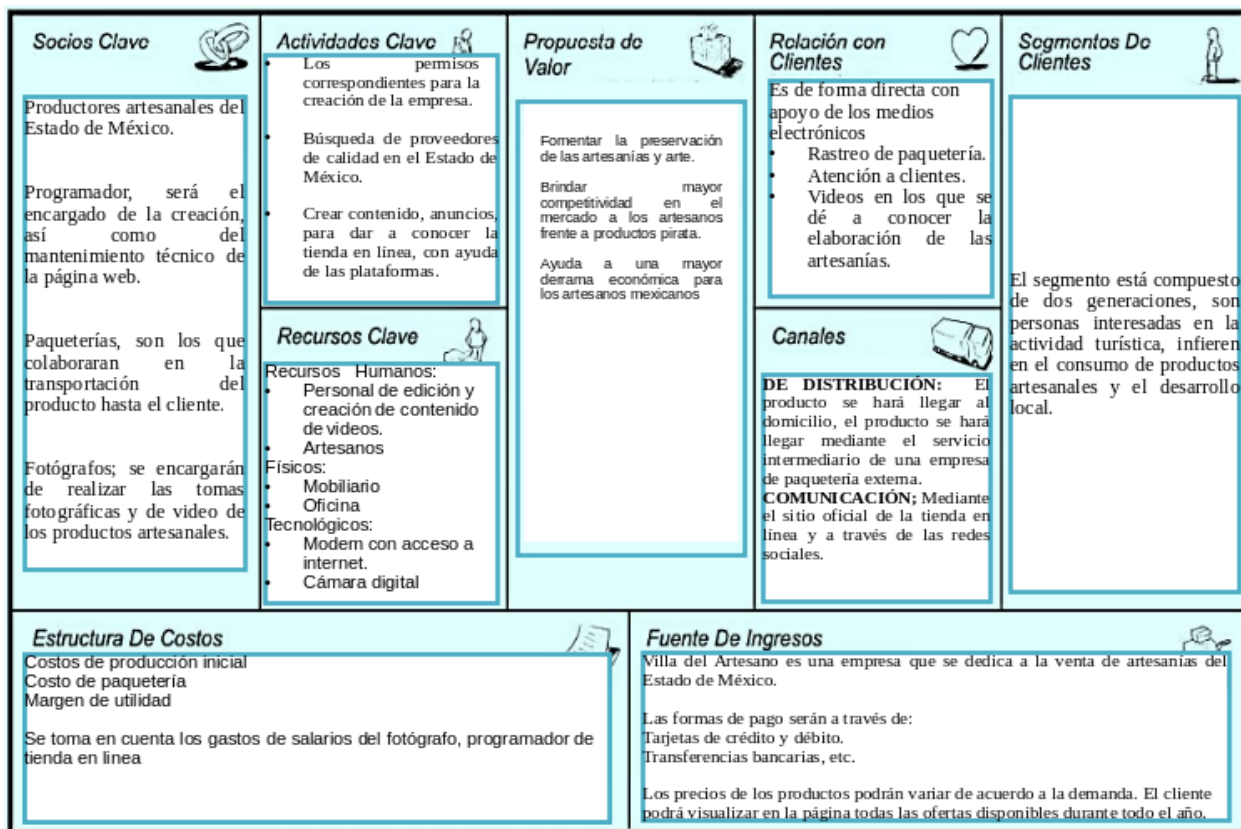 Socios Clave
Productores artesanales del
Estado de México.
Programador, será el
encargado de la creación,
así como del
mantenimiento técnico de
la página web.
Paqueterías, son los que
colaboraran en la
transportación del
producto hasta el cliente.
Fotógrafos; se encargarán
de realizar las tomas
fotográficas y de video de
los productos artesanales.
Actividades Clave
• Los permisos
correspondientes para la
creación de la empresa.
• Búsqueda de proveedores
de calidad en el Estado de
México.
• Crear contenido, anuncios,
para dar a conocer la
tienda en línea, con ayuda
de las plataformas.
Recursos Clave
Recursos Humanos:
• Personal de edición y
creación de contenido
de videos.
• Artesanos
Físicos:
• Mobiliario
• Oficina
Tecnológicos:
• Modem con acceso a
internet.
• Cámara digital
Propuesta de
Valor
Fomentar la preservación
de las artesanías y arte.
Brindar mayor
competitividad en el
mercado a los artesanos
frente a productos pirata.
Ayuda a una mayor
derrama económica para
los artesanos mexicanos
Relación con
Clientes
Es de forma directa con
apoyo de los medios
electrónicos
• Rastreo de paquetería.
• Atención a clientes.
• Videos en los que se
dé a conocer la
elaboración de las
artesanías.
Canales
DE DISTRIBUCIÓN: El
producto se hará llegar al
domicilio, el producto se hará
llegar mediante el servicio
intermediario de una empresa
de paquetería externa.
COMUNICACIÓN; Mediante
el sitio oficial de la tienda en
línea y a través de las redes
sociales.
Segmentos De
Clientes
El segmento está compuesto
de dos generaciones, son
personas interesadas en la
actividad turística, infieren
en el consumo de productos
artesanales y el desarrollo
local.
Estructura De Costos
Costos de producción inicial
Costo de paquetería
Margen de utilidad
Se toma en cuenta los gastos de salarios del fotógrafo, programador de
tienda en linea
Fuente De Ingresos
Villa del Artesano es una empresa que se dedica a la venta de artesanías del
Estado de México.
Las formas de pago serán a través de:
Tarjetas de crédito y débito.
Transferencias bancarias, etc.
Los precios de los productos podrán variar de acuerdo a la demanda. El cliente
podrá visualizar en la página todas las ofertas disponibles durante todo el año.